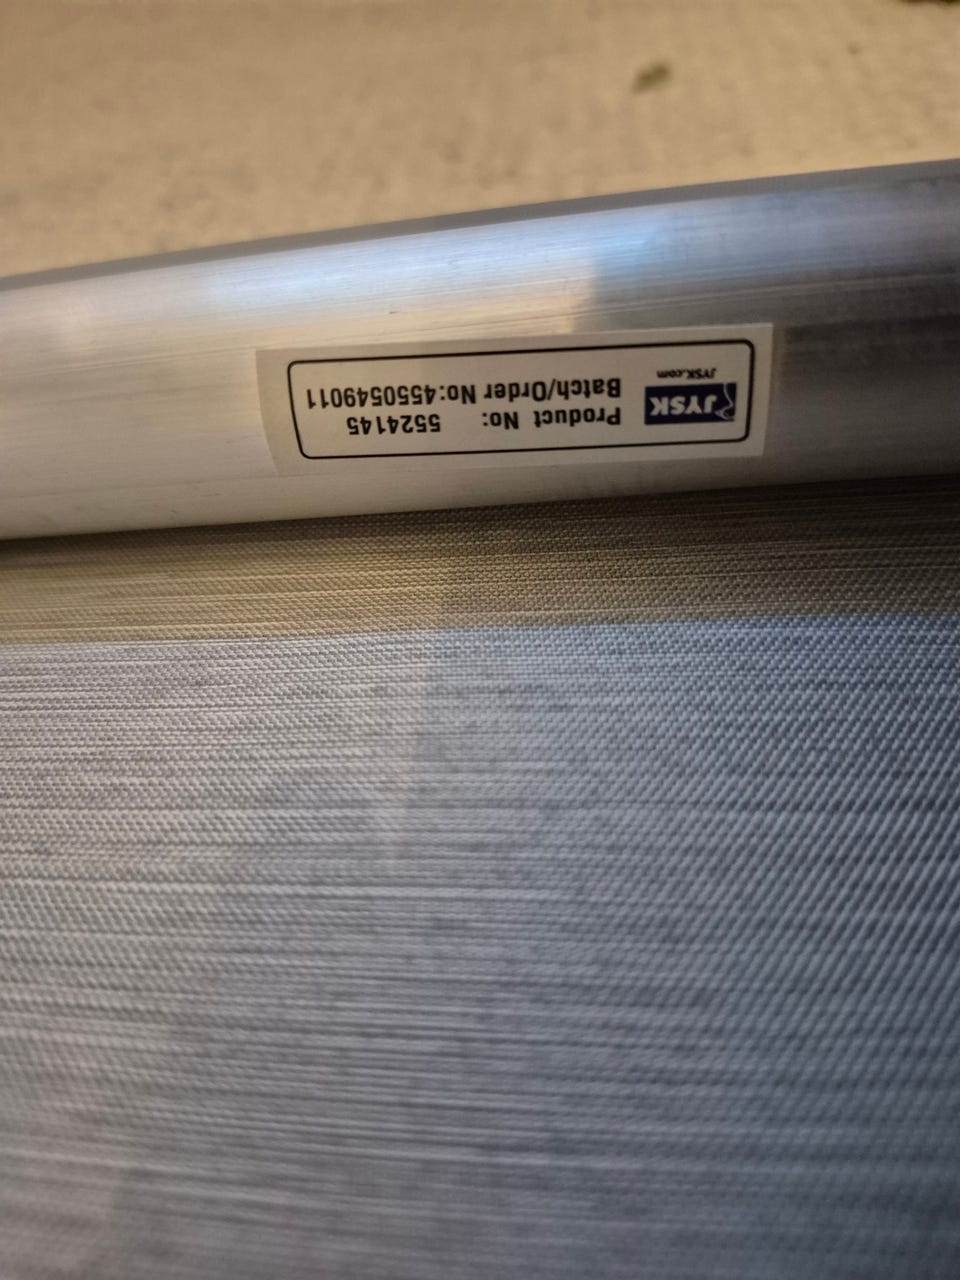 JYSK
JYSK.com
Product No: 5524145
Batch/Order No:4550549011